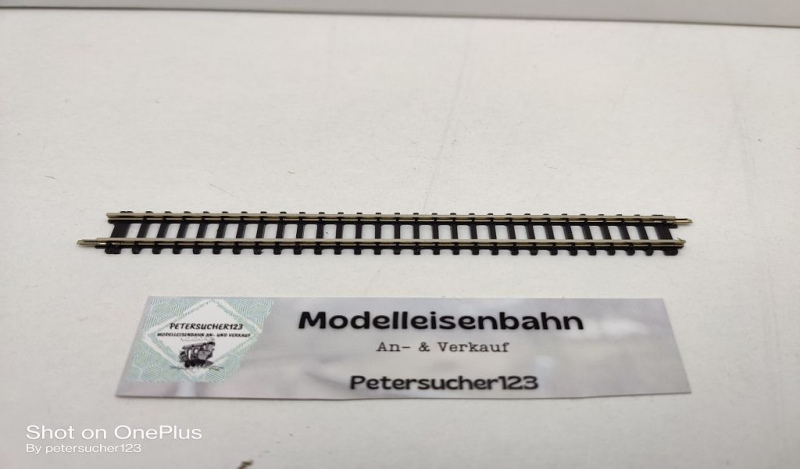 PETERSUCHER123
MODELLEISENBAHN AN- UND VERKAUF
Modelleisenbahn
An- & Verkauf
Petersucher123
Shot on OnePlus
By petersucher123